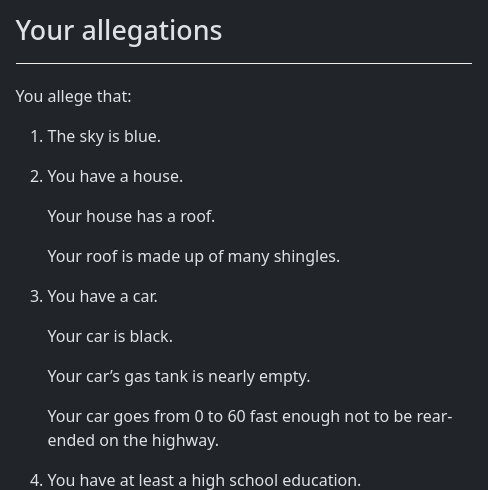 Your allegations
You allege that:
1. The sky is blue.
2. You have a house.
Your house has a roof.
Your roof is made up of many shingles.
3. You have a car.
Your car is black.
Your car’s gas tank is nearly empty.
Your car goes from 0 to 60 fast enough not to be rear-
ended on the highway.
4. You have at least a high school education.